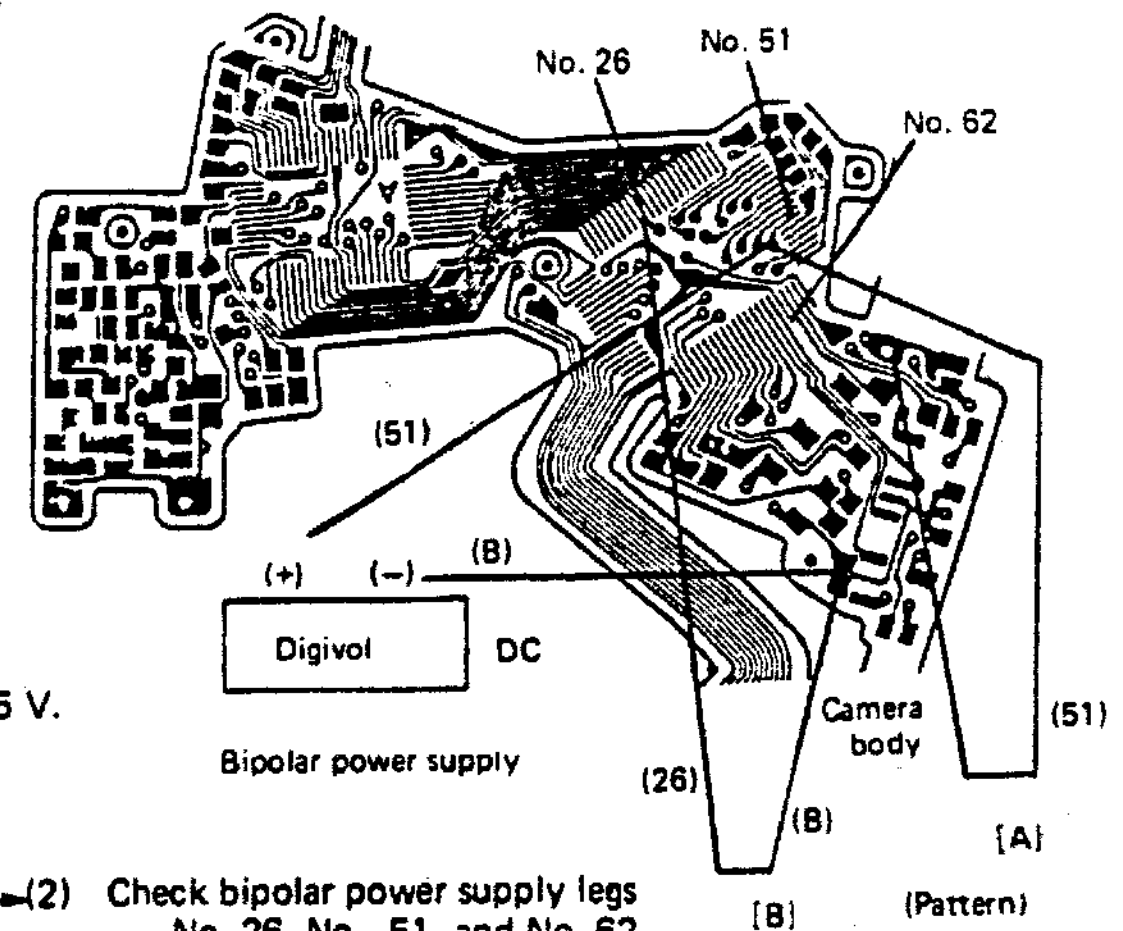 No. 26
No. 51
No. 62
(51)
(B)
(+)
(−)
Digivol
DC
5 V.
Bipolar power supply
Camera
body
(51)
(26)
(B)
[A]
[B]
(Pattern)
(2) Check bipolar power supply legs
No. 26, No. 51, and No. 62